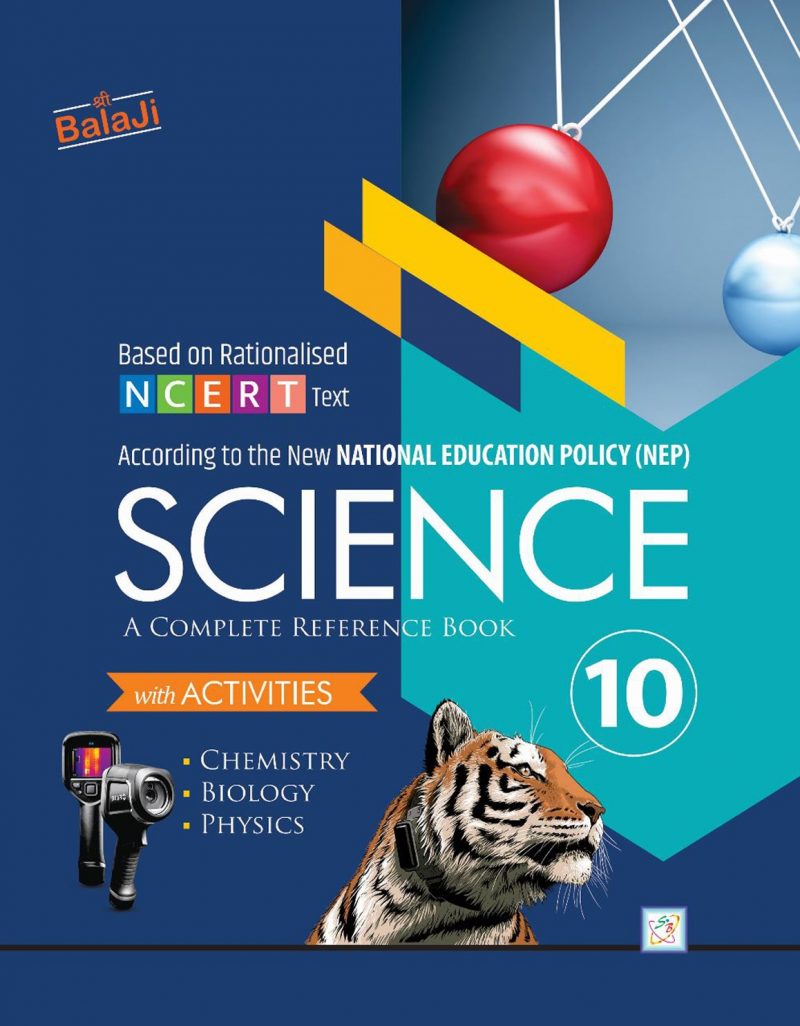 श्री
BalaJi
Based on Rationalised
NCERT Text
According to the New NATIONAL EDUCATION POLICY (NEP)
SCIENCE
A COMPLETE REFERENCE BOOK
10
with ACTIVITIES
▪ CHEMISTRY
▪ BIOLOGY
▪ PHYSICS